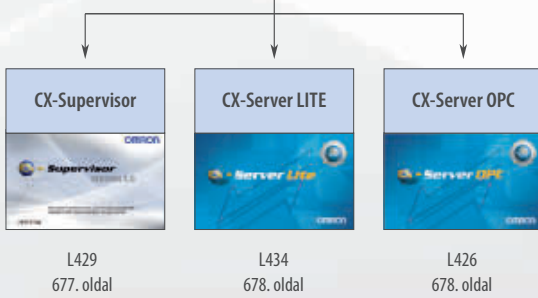 CX-Supervisor
CX-Server LITE
CX-Server OPC
OMRON
Supervisor
Server Lite
OMRON
Server OPC
OMRON
L429
L434
L426
677. oldal
678. oldal
678. oldal